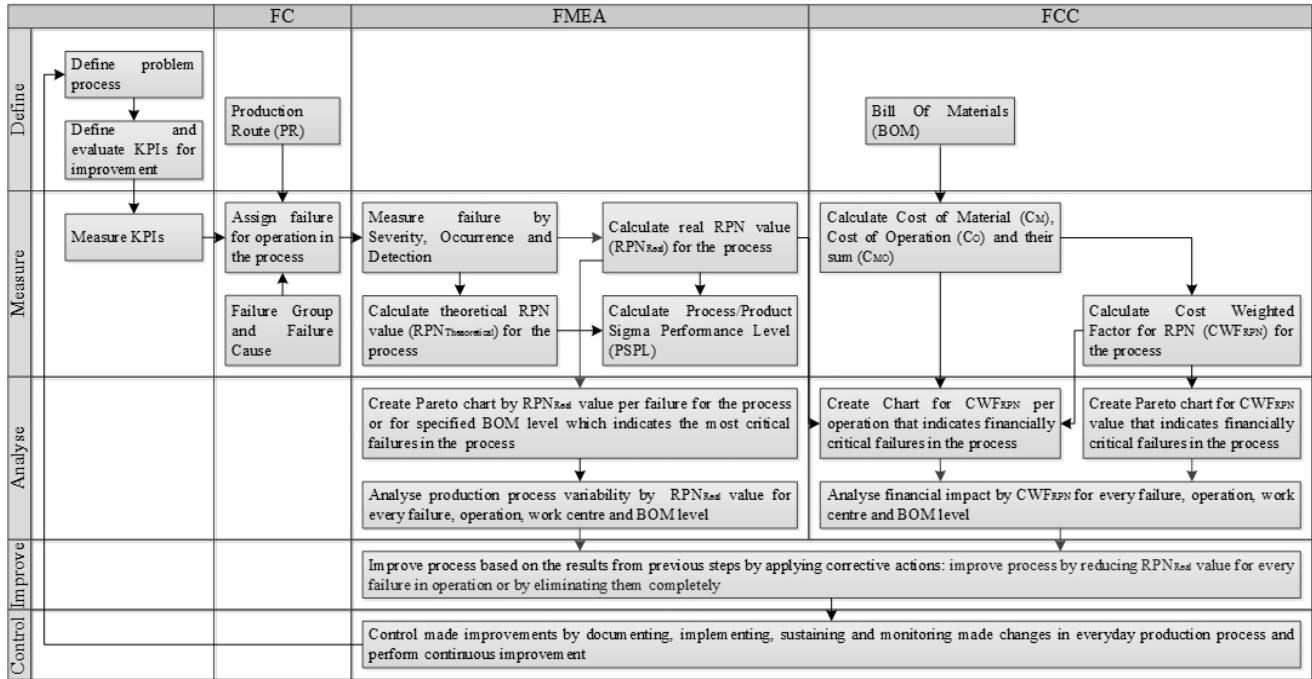 FC
FMEA
FCC
Define
Define problem
process
Define and
evaluate KPIs for
improvement
Production
Route (PR)
Bill Of Materials
(BOM)
Measure
Measure KPIs
Assign failure
for operation in
the process
Failure Group
and Failure
Cause
Measure failure by
Severity, Occurrence and
Detection
Calculate real RPN value
(RPNReal) for the process
Calculate theoretical RPN
value (RPNTheoretical) for the
process
Calculate Process/Product
Sigma Performance Level
(PSPL)
Calculate Cost of Material (CM),
Cost of Operation (CO) and their
sum (CMO)
Calculate Cost Weighted
Factor for RPN (CWFRPN) for
the process
Analyse
Create Pareto chart by RPNReal value per failure for the process
or for specified BOM level which indicates the most critical
failures in the process
Create Chart for CWFRPN per
operation that indicates financially
critical failures in the process
Create Pareto chart for CWFRPN
value that indicates financially
critical failures in the process
Analyse production process variability by RPNReal value for
every failure, operation, work centre and BOM level
Analyse financial impact by CWFRPN for every failure, operation, work
centre and BOM level
Improve
Improve process based on the results from previous steps by applying corrective actions: improve process by reducing RPNReal value for every
failure in operation or by eliminating them completely
Control
Control made improvements by documenting, implementing, sustaining and monitoring made changes in everyday production process and
perform continuous improvement